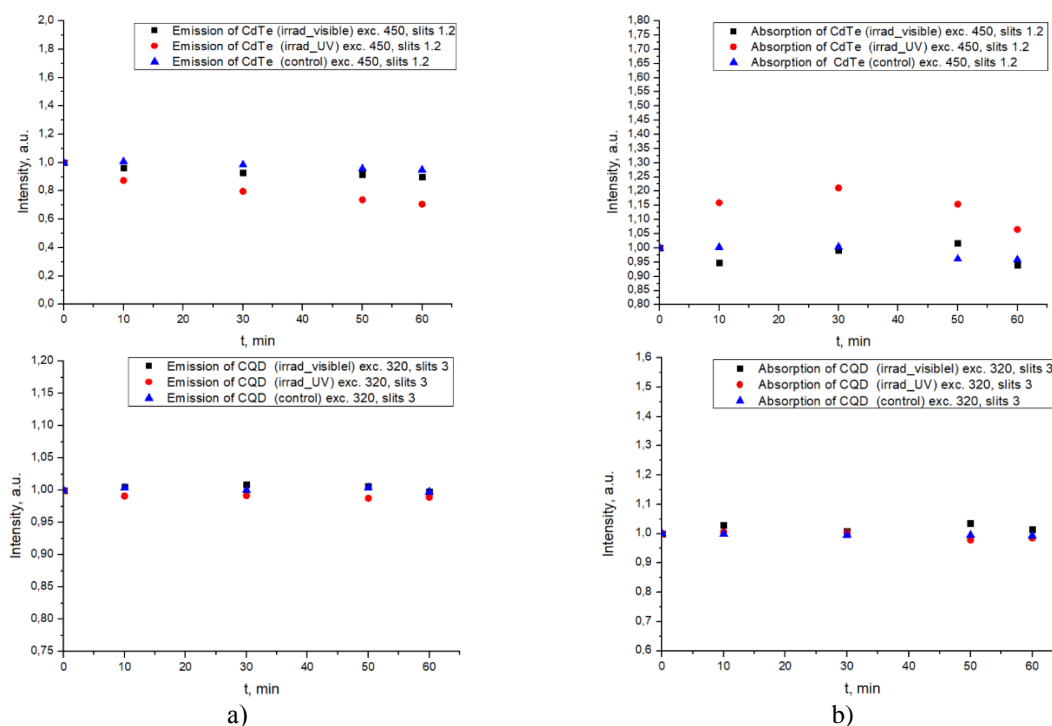 2,0
1,8
1,6
1,4
1,2
1,0
0,8
0,6
0,4
0,2
0,0
Intensity, a.u.
Emission of CdTe (irrad_visible) exc. 450, slits 1.2
Emission of CdTe (irrad_UV) exc. 450, slits 1.2
Emission of CdTe (control) exc. 450, slits 1.2
0 10 20 30 40 50 60
t, min
1,85
1,80
1,75
1,70
1,65
1,60
1,55
1,50
1,45
1,40
1,35
1,30
1,25
1,20
1,15
1,10
1,05
1,00
0,95
0,90
0,85
0,80
Intensity, a.u.
Absorption of CdTe (irrad_visible) exc. 450, slits 1.2
Absorption of CdTe (irrad_UV) exc. 450, slits 1.2
Absorption of CdTe (control) exc. 450, slits 1.2
0 10 20 30 40 50 60
t, min
1,20
1,15
1,10
1,05
1,00
0,95
0,90
0,85
0,80
0,75
Intensity, a.u.
Emission of CQD (irrad_visiblel) exc. 320, slits 3
Emission of CQD (irrad_UV) exc. 320, slits 3
Emission of CQD (control) exc. 320, slits 3
0 10 20 30 40 50 60
t, min
1,6
1,5
1,4
1,3
1,2
1,1
1,0
0,9
0,8
0,7
0,6
Intensity, a.u.
Absorption of CQD (irrad_visiblel) exc. 320, slits 3
Absorption of CQD (irrad_UV) exc. 320, slits 3
Absorption of CQD (control) exc. 320, slits 3
0 10 20 30 40 50 60
t, min
a)
b)